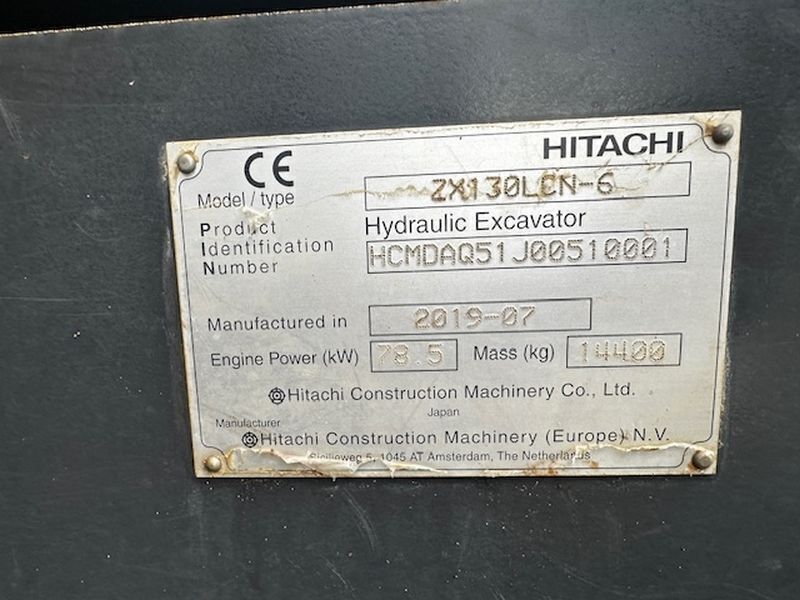 CE HITACHI
Model / type ZX130LCN-6
Product Hydraulic Excavator
Identification
Number HCMDAQ51J00510001
Manufactured in 2019-07
Engine Power (kW) 78.5 Mass (kg) 14400
Hitachi Construction Machinery Co., Ltd.
Japan
Manufacturer
Hitachi Construction Machinery (Europe) N.V.
Sicilieweg 5, 1045 AT Amsterdam, The Netherlands